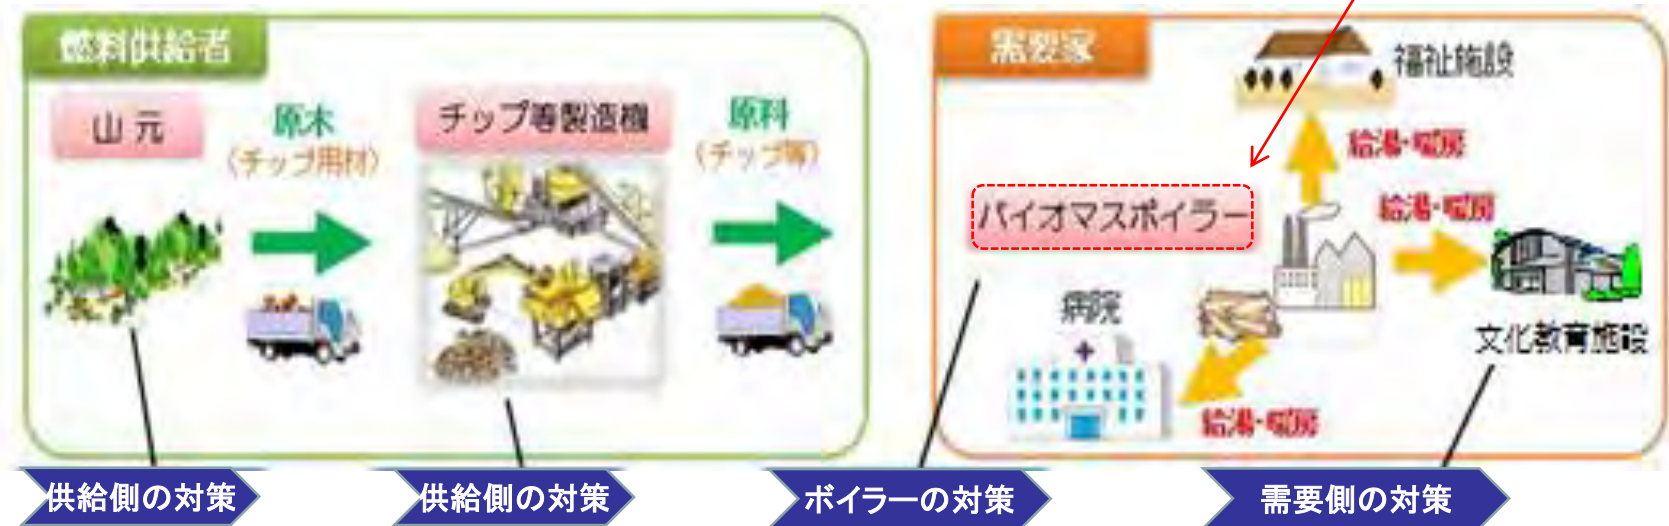 燃料供給者
山元
原木
(チップ用材)
チップ等製造機
原料
(チップ等)
需要家
福祉施設
給湯・暖房
バイオマスボイラー
給湯・暖房
病院
文化教育施設
給湯・暖房
供給側の対策
供給側の対策
ボイラーの対策
需要側の対策